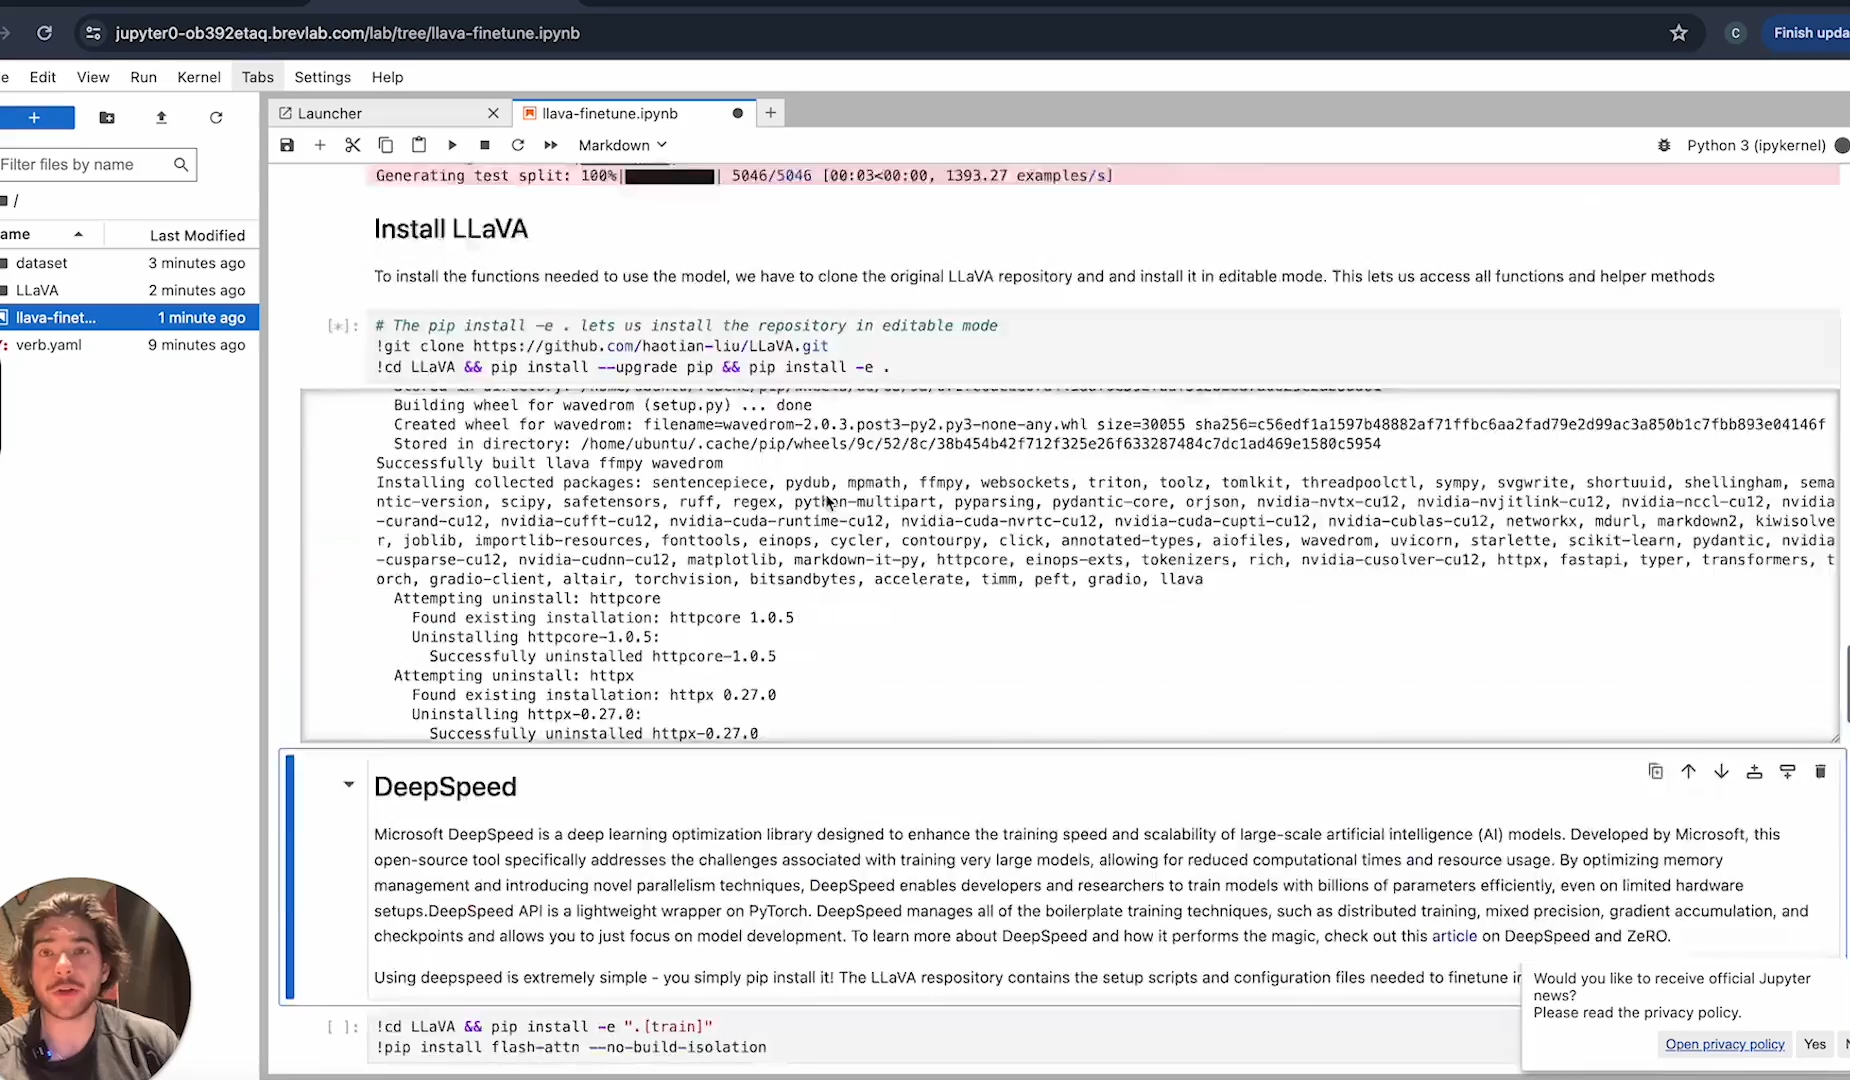 jupyter0-ob392etaq.brevlab.com/lab/tree/llava-finetune.ipynb
C
Finish upda
e Edit View Run Kernel Tabs Settings Help
Launcher
llava-finetune.ipynb
Markdown
Python 3 (ipykernel)
Filter files by name
/
ame Last Modified
dataset 3 minutes ago
LLaVA 2 minutes ago
llava-finet... 1 minute ago
verb.yaml 9 minutes ago
Generating test split: 100%| | 5046/5046 [00:03<00:00, 1393.27 examples/s]
Install LLaVA
To install the functions needed to use the model, we have to clone the original LLaVA repository and and install it in editable mode. This lets us access all functions and helper methods
[*]:
# The pip install -e . lets us install the repository in editable mode
!git clone https://github.com/haotian-liu/LLaVA.git
!cd LLaVA && pip install --upgrade pip && pip install -e .
Building wheel for wavedrom (setup.py) ... done
Created wheel for wavedrom: filename=wavedrom-2.0.3.post3-py2.py3-none-any.whl size=30055 sha256=c56edf1a1597b48882af71ffbc6aa2fad79e2d99ac3a850b1c7fbb893e04146f
Stored in directory: /home/ubuntu/.cache/pip/wheels/9c/52/8c/38b454b42f712f325e26f633287484c7dc1ad469e1580c5954
Successfully built llava ffmpy wavedrom
Installing collected packages: sentencepiece, pydub, mpmath, ffmpy, websockets, triton, toolz, tomlkit, threadpoolctl, sympy, svgwrite, shortuuid, shellingham, sema
ntic-version, scipy, safetensors, ruff, regex, python-multipart, pyparsing, pydantic-core, orjson, nvidia-nvtx-cu12, nvidia-nvjitlink-cu12, nvidia-nccl-cu12, nvidia
-curand-cu12, nvidia-cufft-cu12, nvidia-cuda-runtime-cu12, nvidia-cuda-nvrtc-cu12, nvidia-cuda-cupti-cu12, nvidia-cublas-cu12, networkx, mdurl, markdown2, kiwisolve
r, joblib, importlib-resources, fonttools, einops, cycler, contourpy, click, annotated-types, aiofiles, wavedrom, uvicorn, starlette, scikit-learn, pydantic, nvidia
-cusparse-cu12, nvidia-cudnn-cu12, matplotlib, markdown-it-py, httpcore, einops-exts, tokenizers, rich, nvidia-cusolver-cu12, httpx, fastapi, typer, transformers, t
orch, gradio-client, altair, torchvision, bitsandbytes, accelerate, timm, peft, gradio, llava
Attempting uninstall: httpcore
Found existing installation: httpcore 1.0.5
Uninstalling httpcore-1.0.5:
Successfully uninstalled httpcore-1.0.5
Attempting uninstall: httpx
Found existing installation: httpx 0.27.0
Uninstalling httpx-0.27.0:
Successfully uninstalled httpx-0.27.0
DeepSpeed
Microsoft DeepSpeed is a deep learning optimization library designed to enhance the training speed and scalability of large-scale artificial intelligence (AI) models. Developed by Microsoft, this
open-source tool specifically addresses the challenges associated with training very large models, allowing for reduced computational times and resource usage. By optimizing memory
management and introducing novel parallelism techniques, DeepSpeed enables developers and researchers to train models with billions of parameters efficiently, even on limited hardware
setups.DeepSpeed API is a lightweight wrapper on PyTorch. DeepSpeed manages all of the boilerplate training techniques, such as distributed training, mixed precision, gradient accumulation, and
checkpoints and allows you to just focus on model development. To learn more about DeepSpeed and how it performs the magic, check out this article on DeepSpeed and ZeRO.
Using deepspeed is extremely simple - you simply pip install it! The LLaVA respository contains the setup scripts and configuration files needed to finetune in
[ ]:
!cd LLaVA && pip install -e ".[train]"
!pip install flash-attn --no-build-isolation
Would you like to receive official Jupyter
news?
Please read the privacy policy.
Open privacy policy Yes